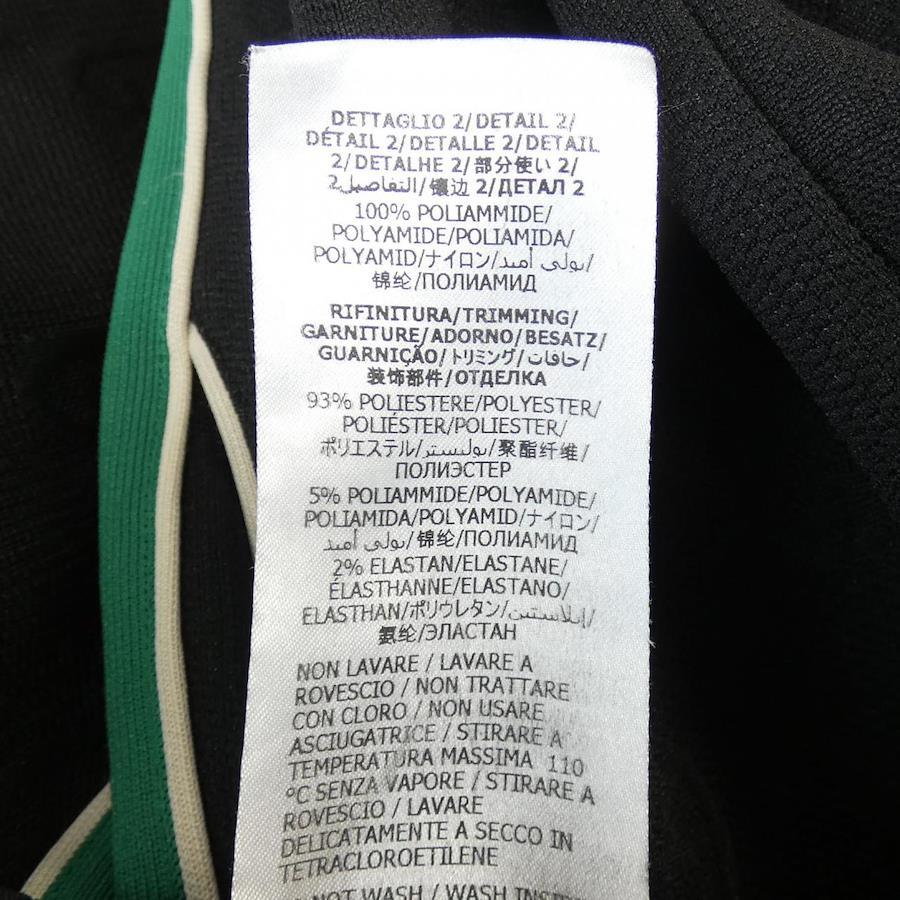 DETTAGLIO 2/DETAIL 2/
DÉTAIL 2/DETALLE 2/DETAIL
2/DETALHE 2/部分使い 2/
التفاصيل2/镶边 2/ДЕТАЛ 2
100% POLIAMMIDE/
POLYAMIDE/POLIAMIDA/
POLYAMID/ナイロン/بولي أميد/
锦纶/ПОЛИАМИД
RIFINITURA/TRIMMING/
GARNITURE/ADORNO/BESATZ/
GUARNIÇÃO/トリミング/حافات/
装饰部件/ОТДЕЛКА
93% POLIESTERE/POLYESTER/
POLIÉSTER/POLIESTER/
ポリエステル/بوليستر/聚酯纤维/
ПОЛИЭСТЕР
5% POLIAMMIDE/POLYAMIDE/
POLIAMIDA/POLYAMID/ナイロン/
بولي أميد/锦纶/ПОЛИАМИД
2% ELASTAN/ELASTANE/
ÉLASTHANNE/ELASTANO/
ELASTHAN/ポリウレタン/إيلاستين/
氨纶/ЭЛАСТАН
NON LAVARE / LAVARE A
ROVESCIO / NON TRATTARE
CON CLORO / NON USARE
ASCIUGATRICE / STIRARE A
TEMPERATURA MASSIMA 110
°C SENZA VAPORE / STIRARE A
ROVESCIO / LAVARE
DELICATAMENTE A SECCO IN
TETRACLOROETILENE
NOT WASH / WASH